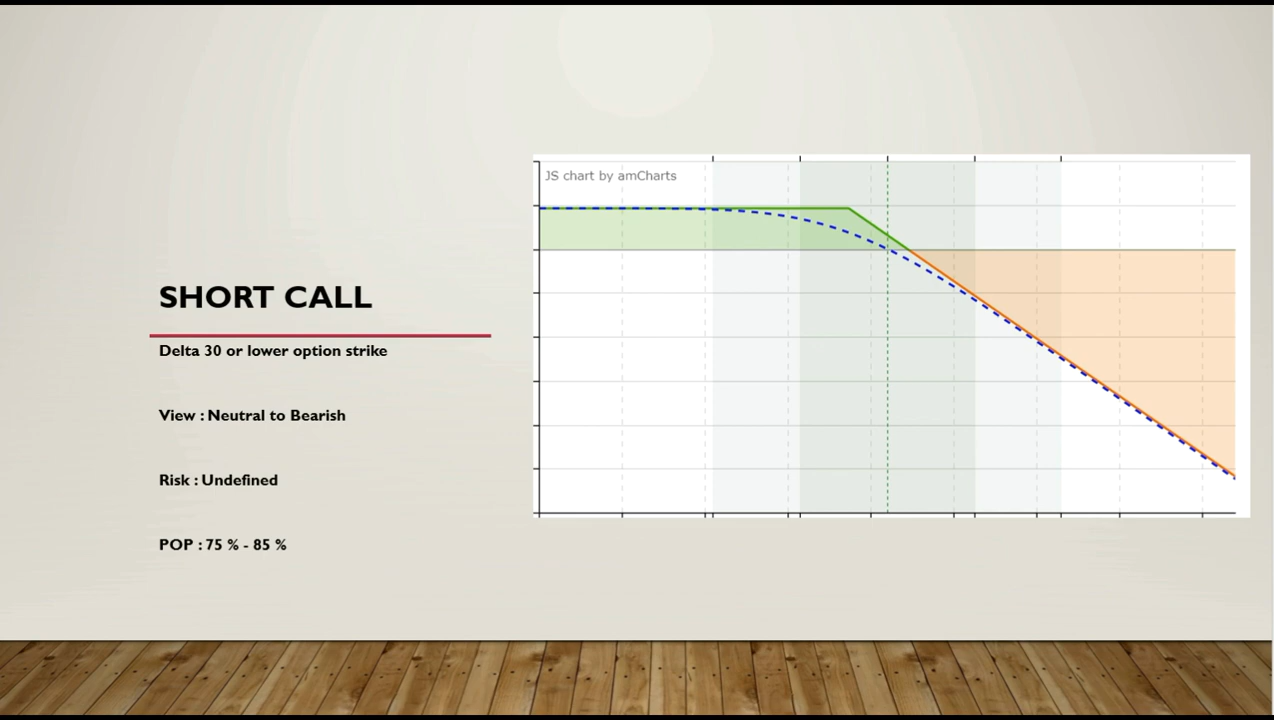 JS chart by amCharts
SHORT CALL
Delta 30 or lower option strike
View : Neutral to Bearish
Risk : Undefined
POP : 75 % - 85 %